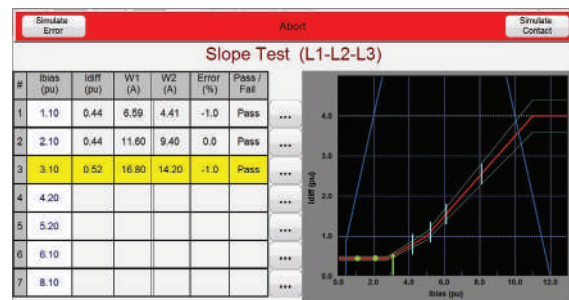 Simulate Error
Abort
Simulate Contact
Slope Test (L1-L2-L3)
# Ibias (pu) Idiff (pu) W1 (A) W2 (A) Error (%) Pass / Fail
1 1.10 0.44 6.59 4.41 -1.0 Pass ...
2 2.10 0.44 11.60 9.40 0.0 Pass ...
3 3.10 0.52 16.80 14.20 -1.0 Pass ...
4 4.20 ...
5 5.20 ...
6 6.10 ...
7 8.10 ...
Idiff (pu)
4.0
3.0
2.0
1.0
0.0
0.0 2.0 4.0 6.0 8.0 10.0 12.0
Ibias (pu)